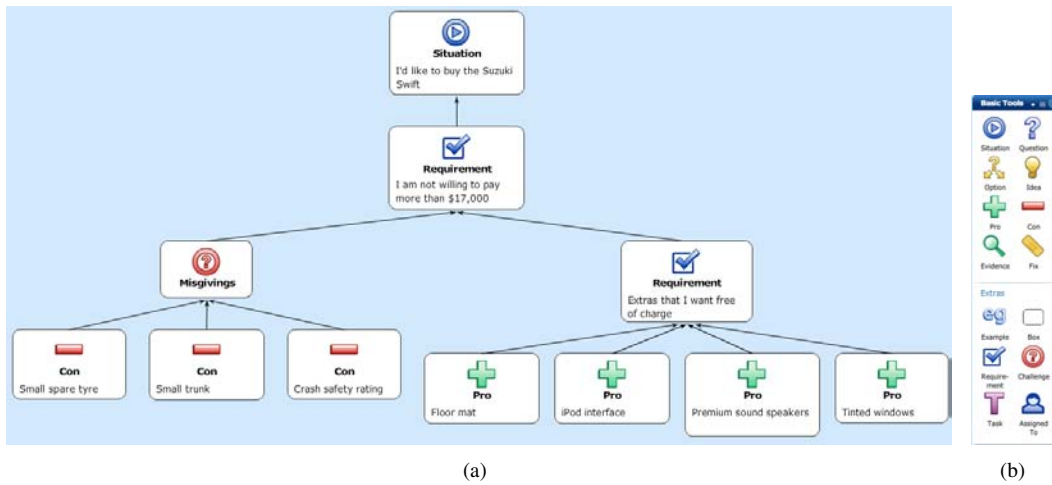 Situation
I'd like to buy the Suzuki
Swift
Requirement
I am not willing to pay
more than $17,000
Misgivings
Requirement
Extras that I want free
of charge
Con
Small spare tyre
Con
Small trunk
Con
Crash safety rating
Pro
Floor mat
Pro
iPod interface
Pro
Premium sound speakers
Pro
Tinted windows
(a)
Basic Tools
Situation Question
Option Idea
Pro Con
Evidence Fix
Extras
eg
Example Box
Require-
ment
Challenge
T
Task
Assigned
To
(b)